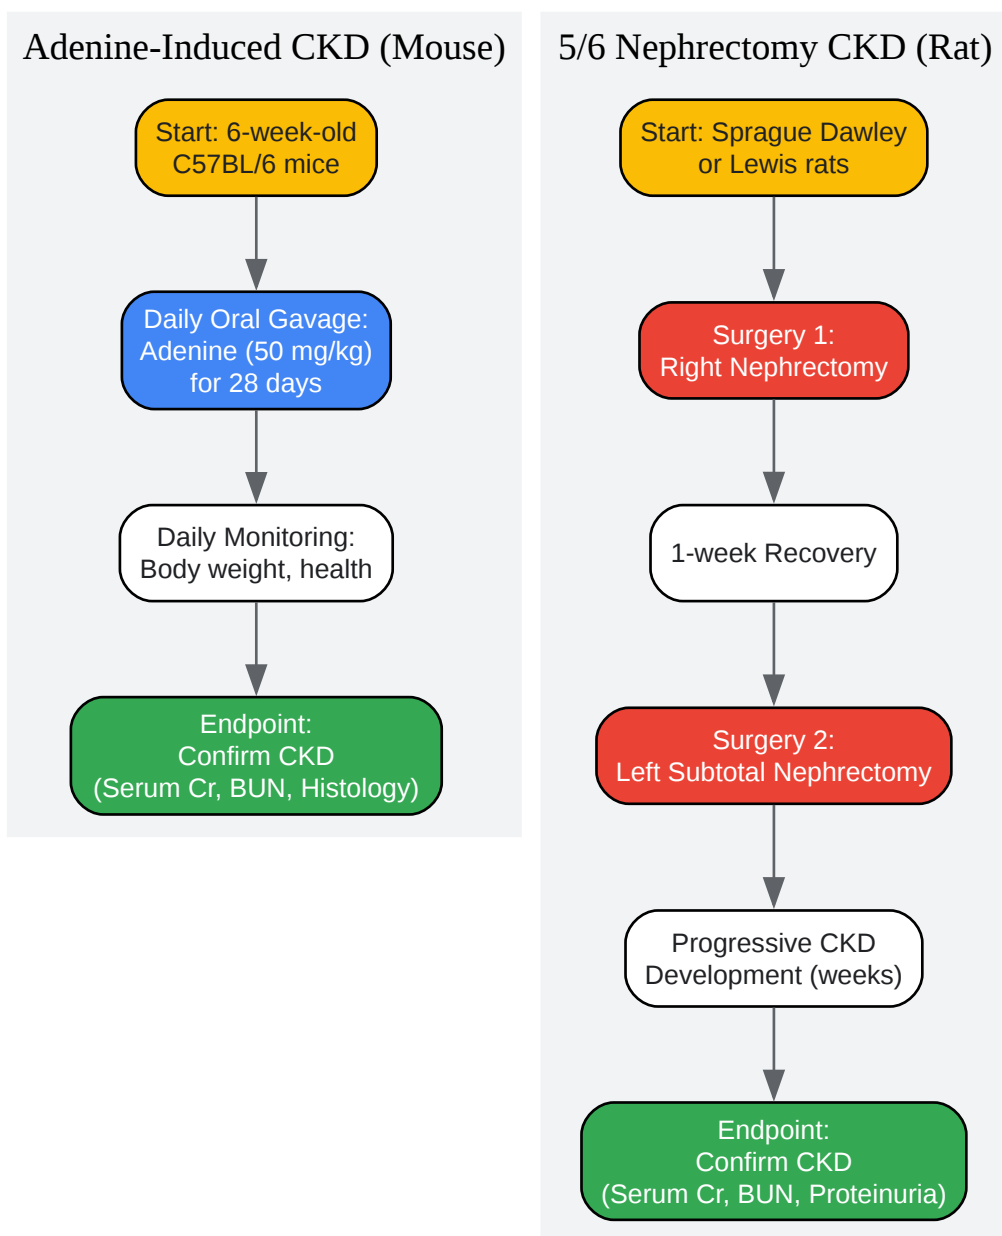 Adenine-Induced CKD (Mouse)
Start: 6-week-old
C57BL/6 mice
Daily Oral Gavage:
Adenine (50 mg/kg)
for 28 days
Daily Monitoring:
Body weight, health
Endpoint:
Confirm CKD
(Serum Cr, BUN, Histology)
5/6 Nephrectomy CKD (Rat)
Start: Sprague Dawley
or Lewis rats
Surgery 1:
Right Nephrectomy
1-week Recovery
Surgery 2:
Left Subtotal Nephrectomy
Progressive CKD
Development (weeks)
Endpoint:
Confirm CKD
(Serum Cr, BUN, Proteinuria)